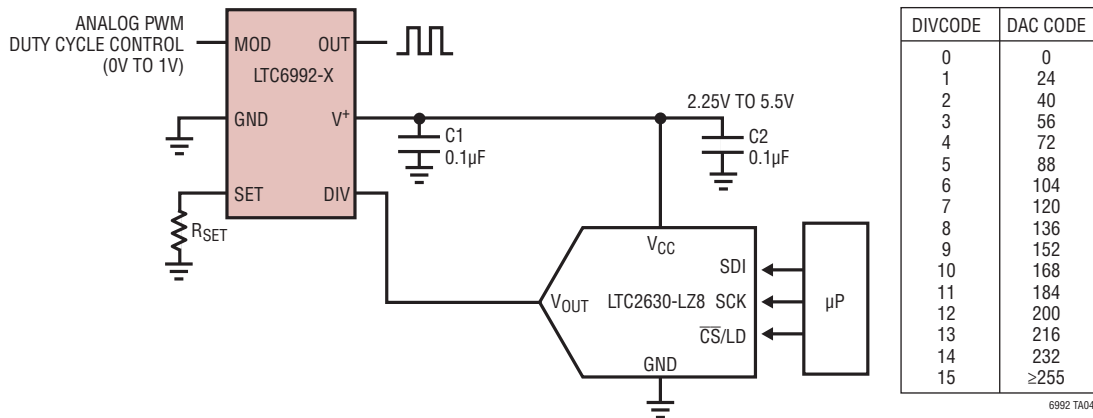 ANALOG PWM
DUTY CYCLE CONTROL
(0V TO 1V)
MOD
OUT
LTC6992-X
GND
V+
SET
DIV
RSET
C1
0.1µF
2.25V TO 5.5V
C2
0.1µF
VCC
SDI
VOUT
LTC2630-LZ8
SCK
CS/LD
GND
µP
DIVCODE DAC CODE
0 0
1 24
2 40
3 56
4 72
5 88
6 104
7 120
8 136
9 152
10 168
11 184
12 200
13 216
14 232
15 ≥255
6992 TA04